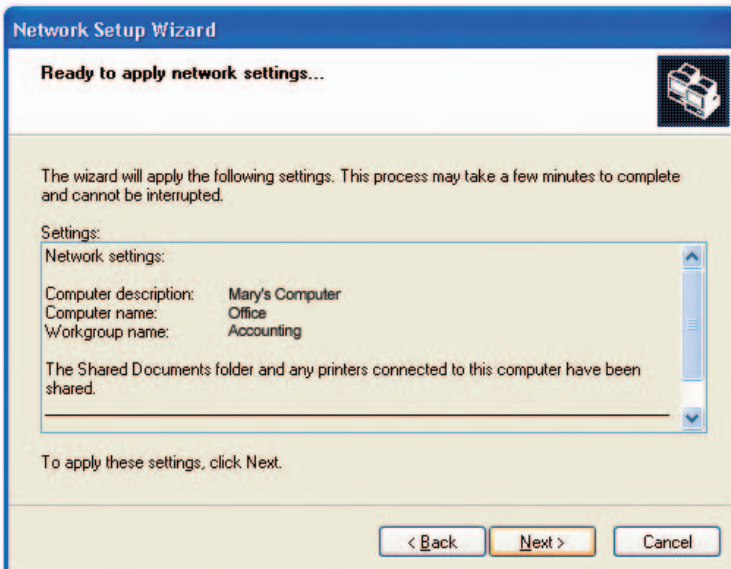 Network Setup Wizard
Ready to apply network settings...
The wizard will apply the following settings. This process may take a few minutes to complete
and cannot be interrupted.
Settings:
Network settings:
Computer description: Mary's Computer
Computer name: Office
Workgroup name: Accounting
The Shared Documents folder and any printers connected to this computer have been
shared.
To apply these settings, click Next.
< Back Next > Cancel